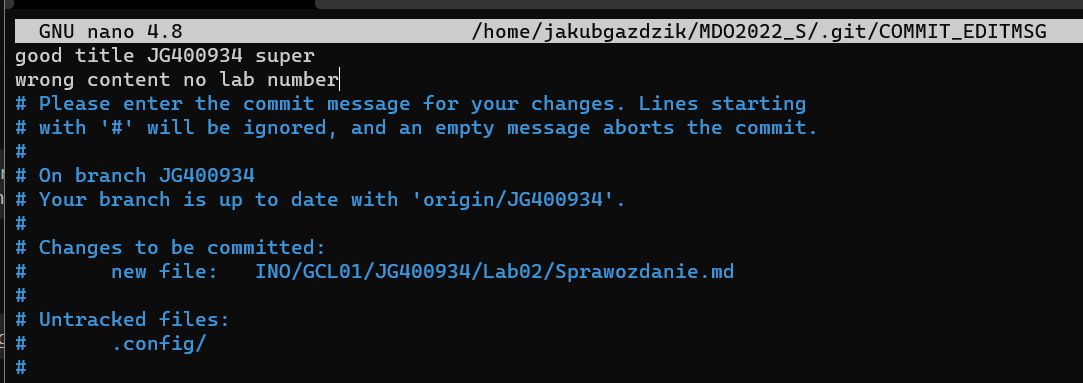 GNU nano 4.8 /home/jakubgazdzik/MDO2022_S/.git/COMMIT_EDITMSG
good title JG400934 super
wrong content no lab number
# Please enter the commit message for your changes. Lines starting
# with '#' will be ignored, and an empty message aborts the commit.
#
# On branch JG400934
# Your branch is up to date with 'origin/JG400934'.
#
# Changes to be committed:
#       new file:   INO/GCL01/JG400934/Lab02/Sprawozdanie.md
#
# Untracked files:
#       .config/
#